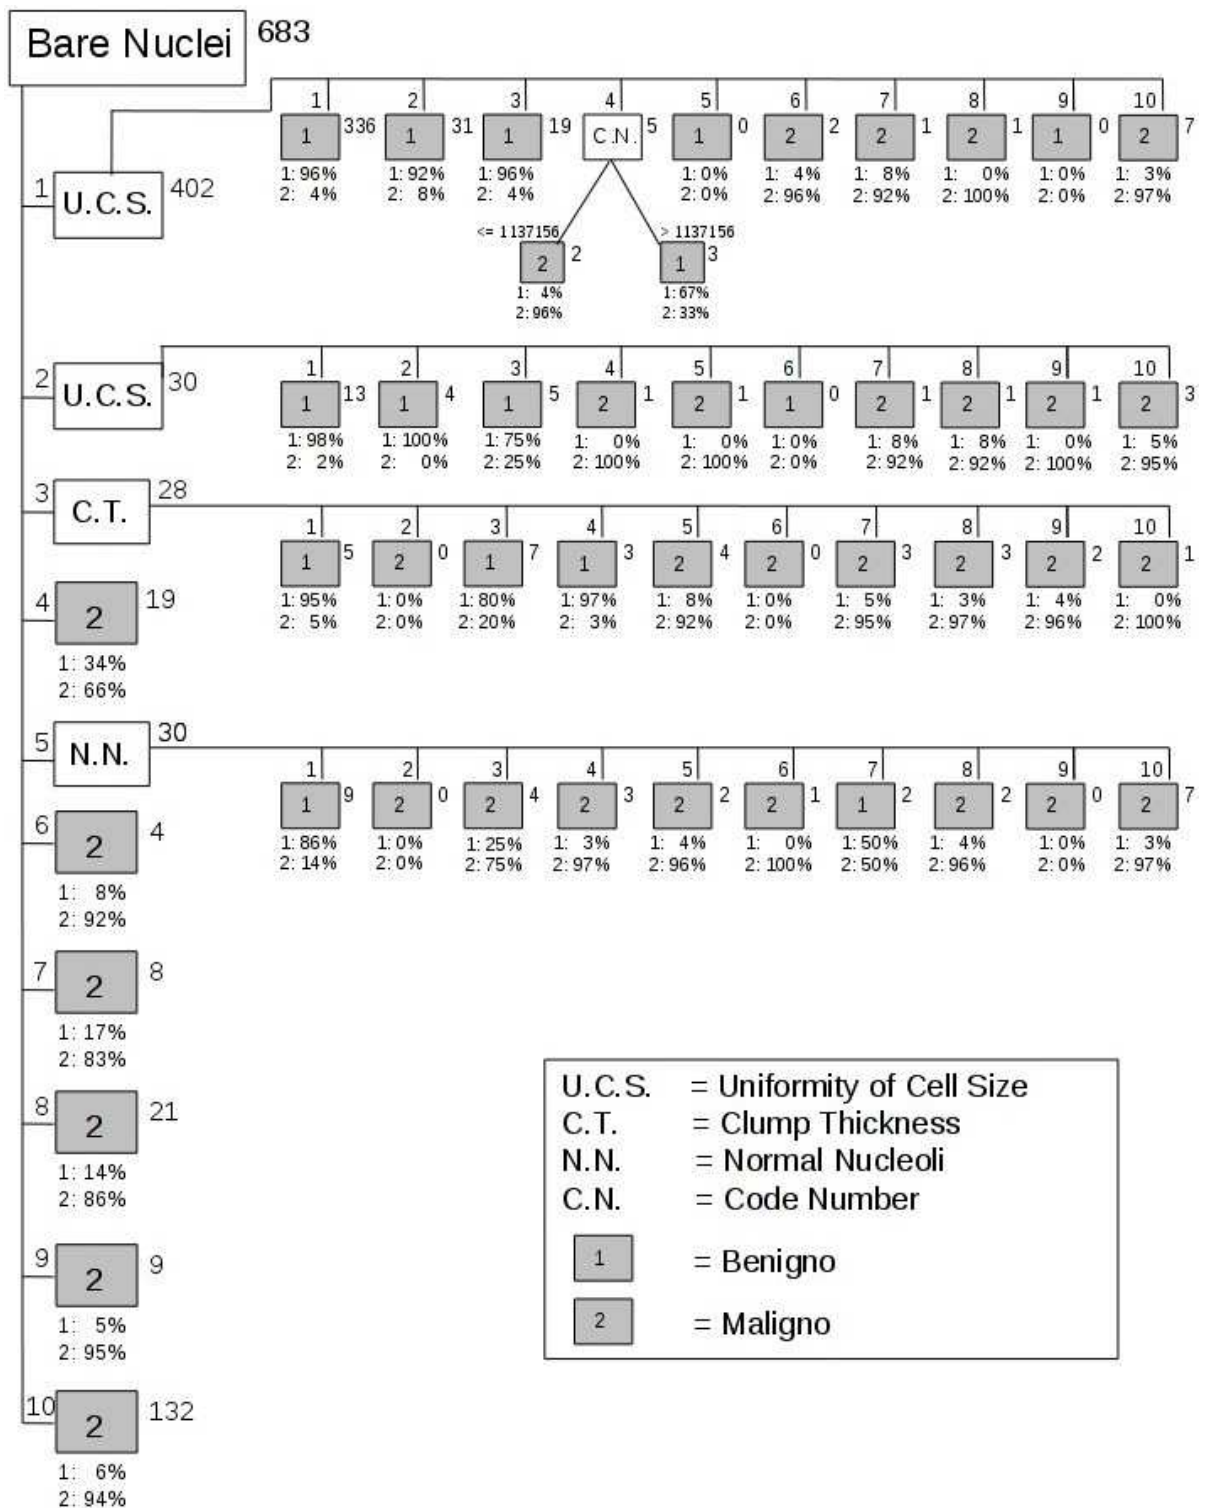 Bare Nuclei 683
1 2 3 4 5 6 7 8 9 10
1 336 1 31 1 19 C.N. 5 1 0 2 2 2 1 2 1 1 0 2 7
1 U.C.S. 402
1: 96% 1: 92% 1: 96% 1: 0% 1: 4% 1: 8% 1: 0% 1: 0% 1: 3%
2: 4% 2: 8% 2: 4% 2: 0% 2: 96% 2: 92% 2: 100% 2: 0% 2: 97%
<= 1137156 > 1137156
2 2 1 3
1: 4% 1: 67%
2: 96% 2: 33%
1 2 3 4 5 6 7 8 9 10
2 U.C.S. 30
1 13 1 4 1 5 2 1 2 1 1 0 2 1 2 1 2 1 2 3
1: 98% 1: 100% 1: 75% 1: 0% 1: 0% 1: 0% 1: 8% 1: 8% 1: 0% 1: 5%
2: 2% 2: 0% 2: 25% 2: 100% 2: 100% 2: 0% 2: 92% 2: 92% 2: 100% 2: 95%
3 C.T. 28
1 2 3 4 5 6 7 8 9 10
1 5 2 0 1 7 1 3 2 4 2 0 2 3 2 3 2 2 2 1
1: 95% 1: 0% 1: 80% 1: 97% 1: 8% 1: 0% 1: 5% 1: 3% 1: 4% 1: 0%
2: 5% 2: 0% 2: 20% 2: 3% 2: 92% 2: 0% 2: 95% 2: 97% 2: 96% 2: 100%
4 2 19
1: 34%
2: 66%
5 N.N. 30
1 2 3 4 5 6 7 8 9 10
1 9 2 0 2 4 2 3 2 2 2 1 1 2 2 2 2 0 2 7
1: 86% 1: 0% 1: 25% 1: 3% 1: 4% 1: 0% 1: 50% 1: 4% 1: 0% 1: 3%
2: 14% 2: 0% 2: 75% 2: 97% 2: 96% 2: 100% 2: 50% 2: 96% 2: 0% 2: 97%
6 2 4
1: 8%
2: 92%
7 2 8
1: 17%
2: 83%
8 2 21
1: 14%
2: 86%
9 2 9
1: 5%
2: 95%
10 2 132
1: 6%
2: 94%
U.C.S. = Uniformity of Cell Size
C.T. = Clump Thickness
N.N. = Normal Nucleoli
C.N. = Code Number
1 = Benigno
2 = Maligno